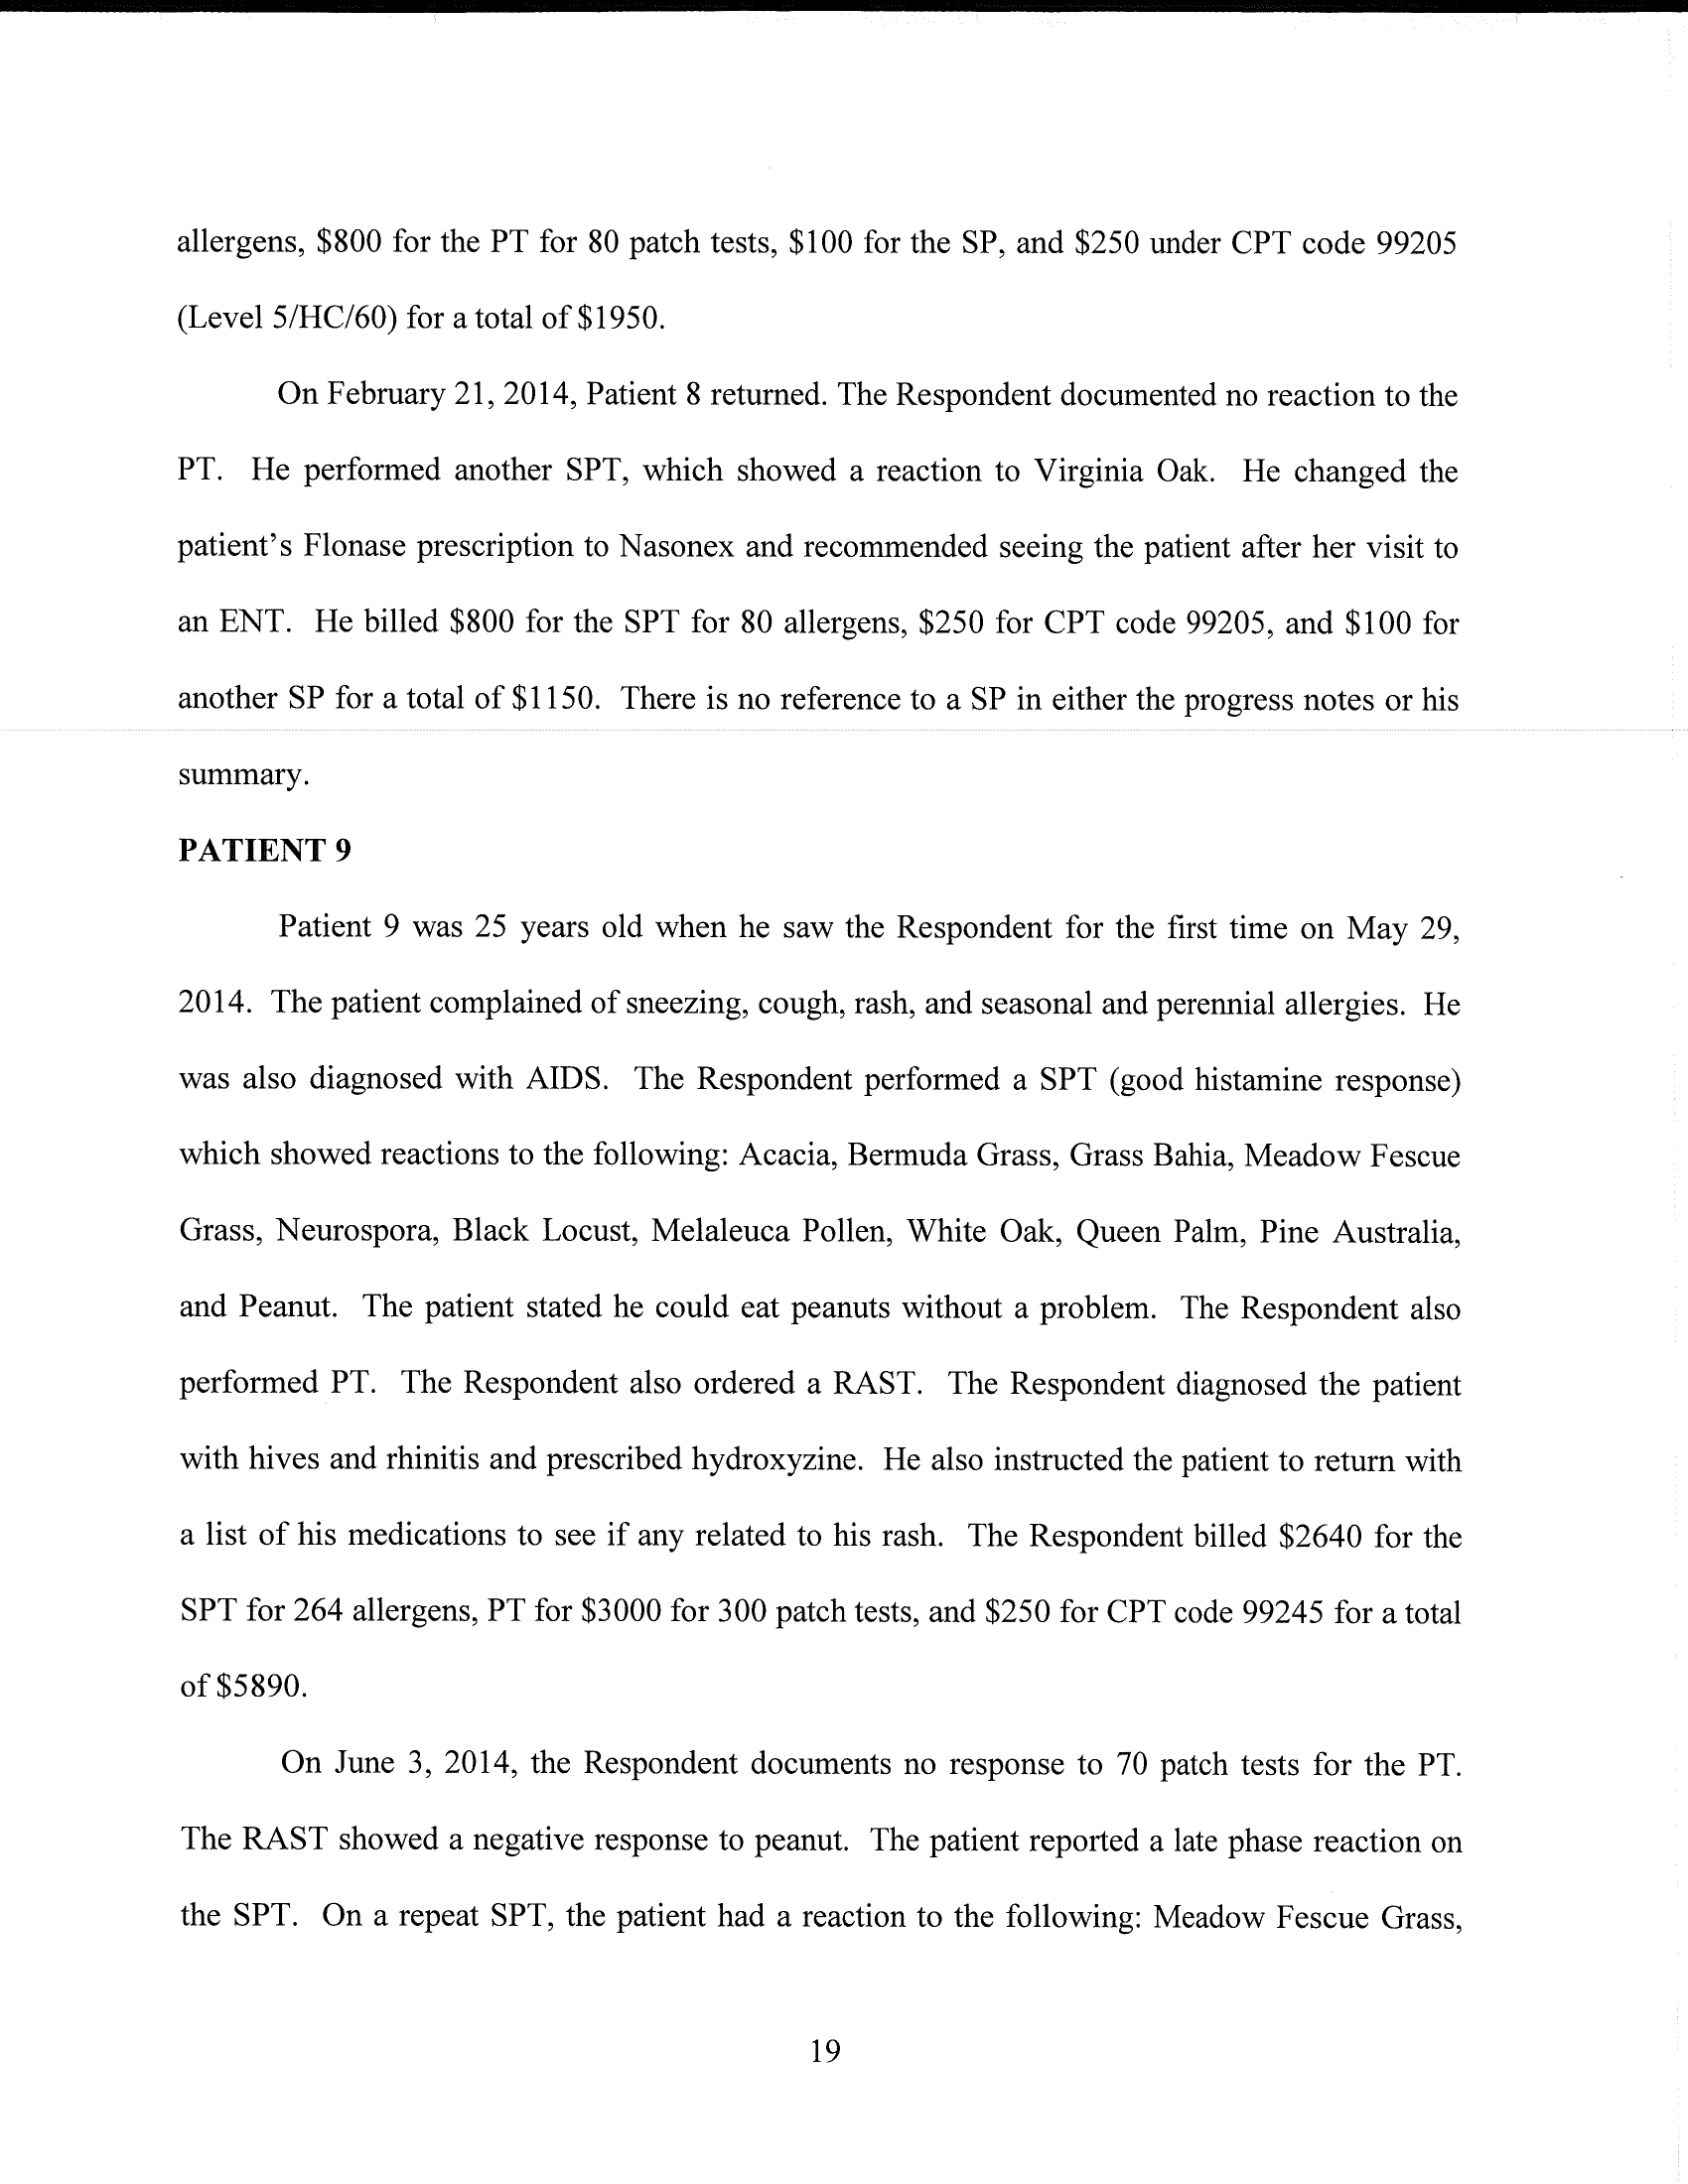 allergens, $800 for the PT for 80 patch tests, $100 for the SP, and $250 under CPT code 99205
(Level 5/HC/60) for a total of $1950.
On February 21, 2014, Patient 8 returned. The Respondent documented no reaction to the
PT. He performed another SPT, which showed a reaction to Virginia Oak. He changed the
patient's Flonase prescription to Nasonex and recommended seeing the patient after her visit to
an ENT. He billed $800 for the SPT for 80 allergens, $250 for CPT code 99205, and $100 for
another SP for a total of $1150. There is no reference to a SP in either the progress notes or his
summary.
PATIENT 9
Patient 9 was 25 years old when he saw the Respondent for the first time on May 29,
2014. The patient complained of sneezing, cough, rash, and seasonal and perennial allergies. He
was also diagnosed with AIDS. The Respondent performed a SPT (good histamine response)
which showed reactions to the following: Acacia, Bermuda Grass, Grass Bahia, Meadow Fescue
Grass, Neurospora, Black Locust, Melaleuca Pollen, White Oak, Queen Palm, Pine Australia,
and Peanut. The patient stated he could eat peanuts without a problem. The Respondent also
performed PT. The Respondent also ordered a RAST. The Respondent diagnosed the patient
with hives and rhinitis and prescribed hydroxyzine. He also instructed the patient to return with
a list of his medications to see if any related to his rash. The Respondent billed $2640 for the
SPT for 264 allergens, PT for $3000 for 300 patch tests, and $250 for CPT code 99245 for a total
of $5890.
On June 3, 2014, the Respondent documents no response to 70 patch tests for the PT.
The RAST showed a negative response to peanut. The patient reported a late phase reaction on
the SPT. On a repeat SPT, the patient had a reaction to the following: Meadow Fescue Grass,
19